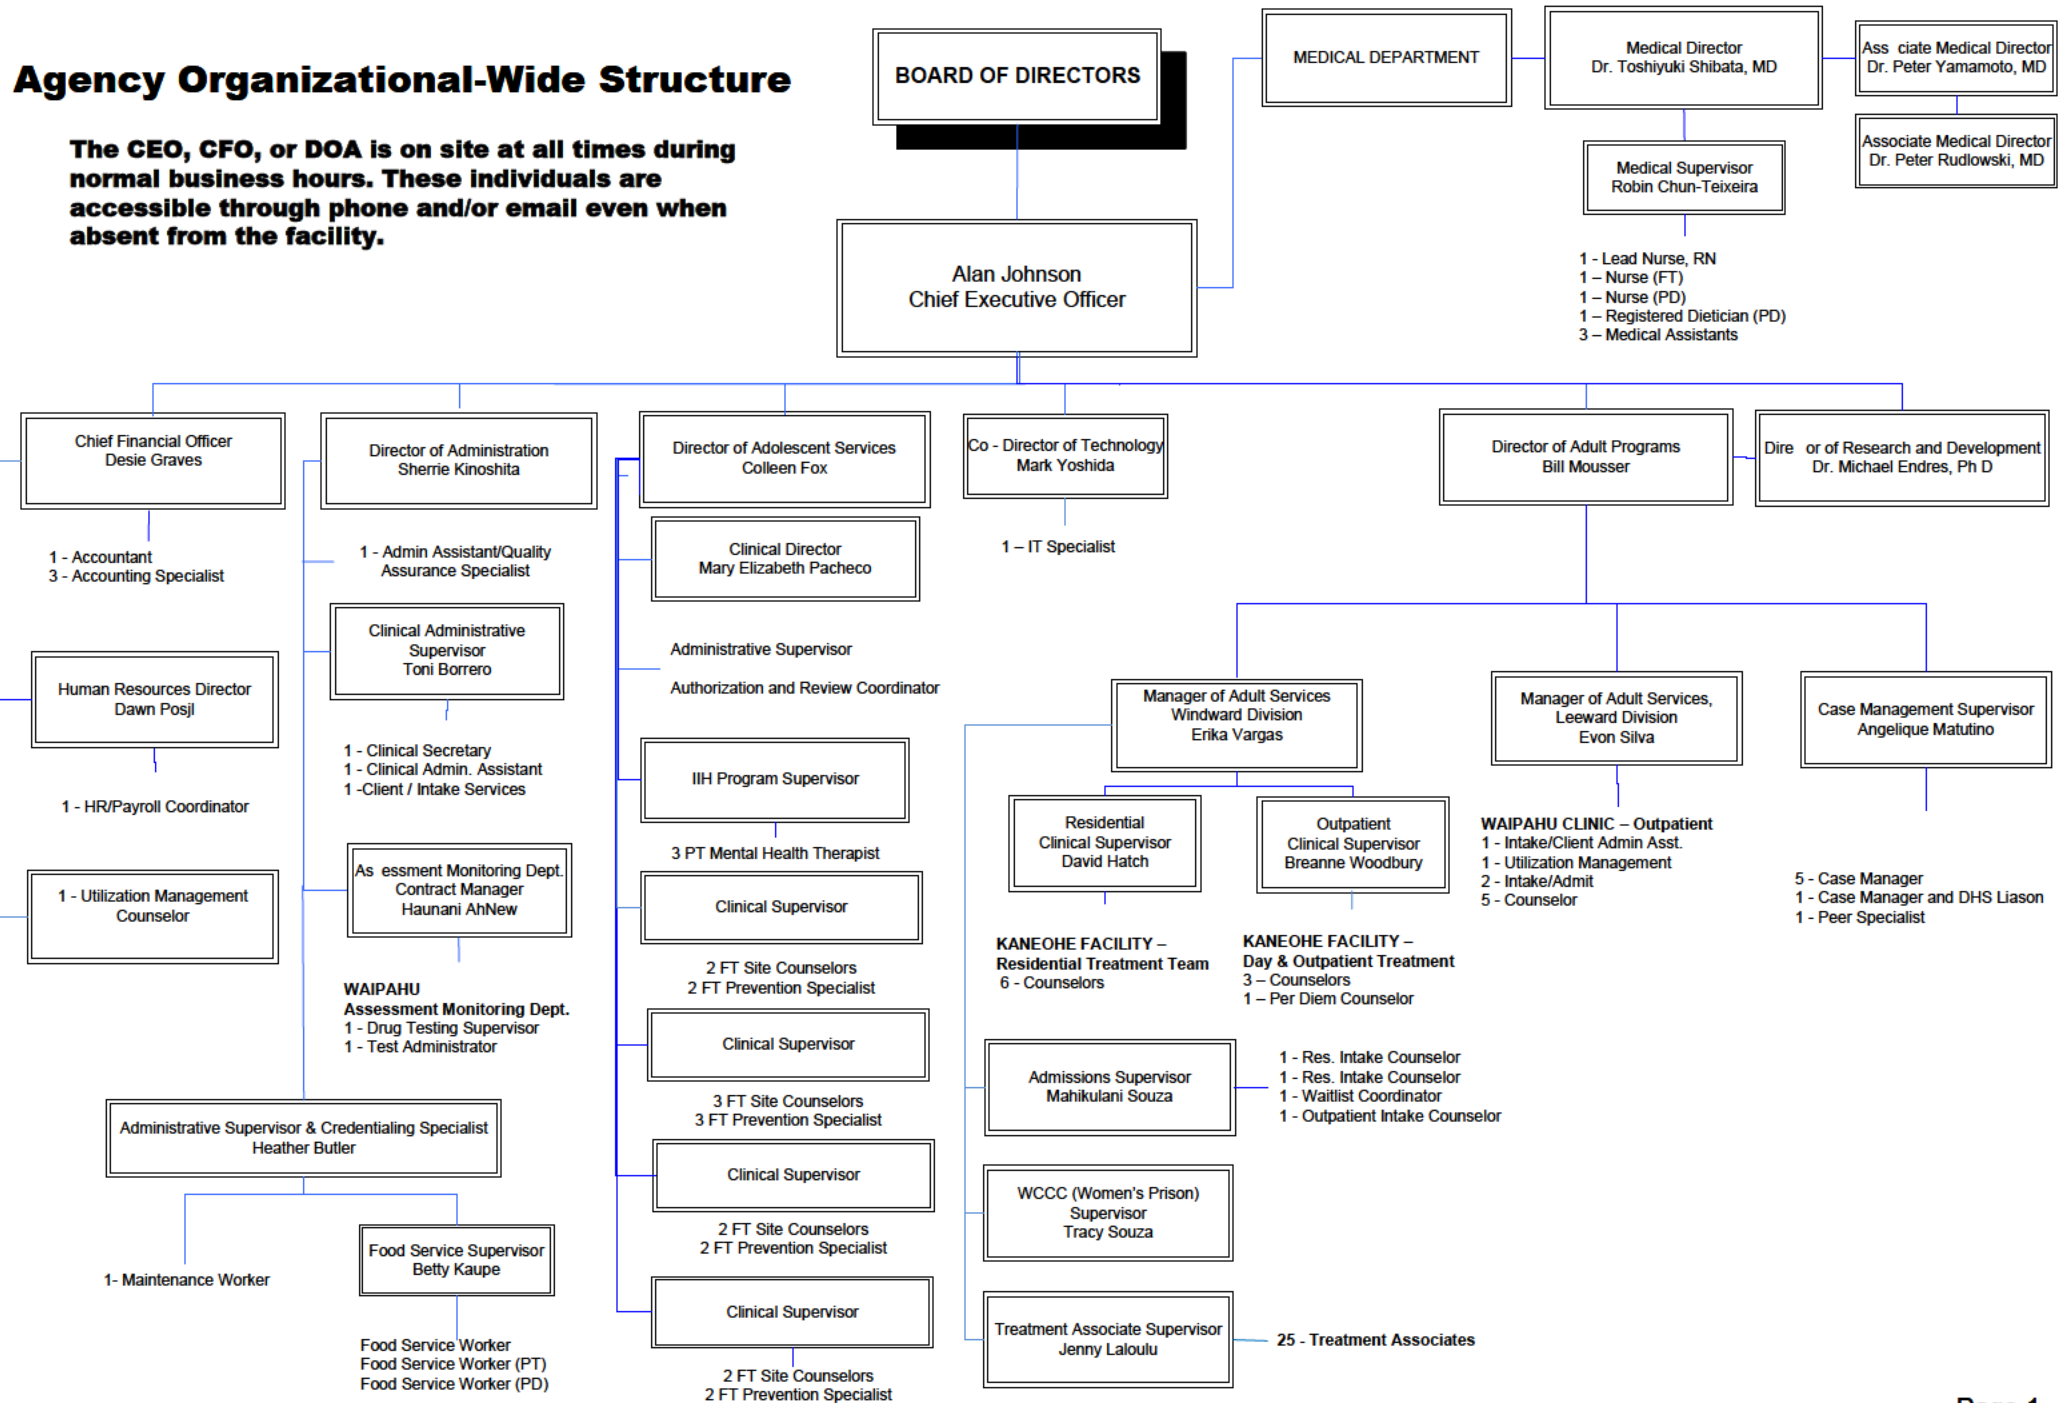 Agency Organizational-Wide Structure
The CEO, CFO, or DOA is on site at all times during
normal business hours. These individuals are
accessible through phone and/or email even when
absent from the facility.
BOARD OF DIRECTORS
MEDICAL DEPARTMENT
Medical Director
Dr. Toshiyuki Shibata, MD
Ass ciate Medical Director
Dr. Peter Yamamoto, MD
Associate Medical Director
Dr. Peter Rudlowski, MD
Medical Supervisor
Robin Chun-Teixeira
1 - Lead Nurse, RN
1 – Nurse (FT)
1 – Nurse (PD)
1 – Registered Dietician (PD)
3 – Medical Assistants
Alan Johnson
Chief Executive Officer
Chief Financial Officer
Desie Graves
1 - Accountant
3 - Accounting Specialist
Human Resources Director
Dawn Posjl
1 - HR/Payroll Coordinator
1 - Utilization Management
Counselor
Director of Administration
Sherrie Kinoshita
1 - Admin Assistant/Quality
Assurance Specialist
Clinical Administrative
Supervisor
Toni Borrero
1 - Clinical Secretary
1 - Clinical Admin. Assistant
1 -Client / Intake Services
As essment Monitoring Dept.
Contract Manager
Haunani AhNew
WAIPAHU
Assessment Monitoring Dept.
1 - Drug Testing Supervisor
1 - Test Administrator
Administrative Supervisor & Credentialing Specialist
Heather Butler
1- Maintenance Worker
Food Service Supervisor
Betty Kaupe
Food Service Worker
Food Service Worker (PT)
Food Service Worker (PD)
Director of Adolescent Services
Colleen Fox
Clinical Director
Mary Elizabeth Pacheco
Administrative Supervisor
Authorization and Review Coordinator
IIH Program Supervisor
3 PT Mental Health Therapist
Clinical Supervisor
2 FT Site Counselors
2 FT Prevention Specialist
Clinical Supervisor
3 FT Site Counselors
3 FT Prevention Specialist
Clinical Supervisor
2 FT Site Counselors
2 FT Prevention Specialist
Clinical Supervisor
2 FT Site Counselors
2 FT Prevention Specialist
Co - Director of Technology
Mark Yoshida
1 – IT Specialist
Director of Adult Programs
Bill Mousser
Dire or of Research and Development
Dr. Michael Endres, Ph D
Manager of Adult Services
Windward Division
Erika Vargas
Residential
Clinical Supervisor
David Hatch
KANEOHE FACILITY –
Residential Treatment Team
6 - Counselors
Outpatient
Clinical Supervisor
Breanne Woodbury
KANEOHE FACILITY –
Day & Outpatient Treatment
3 – Counselors
1 – Per Diem Counselor
Admissions Supervisor
Mahikulani Souza
1 - Res. Intake Counselor
1 - Res. Intake Counselor
1 - Waitlist Coordinator
1 - Outpatient Intake Counselor
WCCC (Women's Prison)
Supervisor
Tracy Souza
Treatment Associate Supervisor
Jenny Laloulu
25 - Treatment Associates
Manager of Adult Services,
Leeward Division
Evon Silva
WAIPAHU CLINIC – Outpatient
1 - Intake/Client Admin Asst.
1 - Utilization Management
2 - Intake/Admit
5 - Counselor
Case Management Supervisor
Angelique Matutino
5 - Case Manager
1 - Case Manager and DHS Liason
1 - Peer Specialist
Page 1